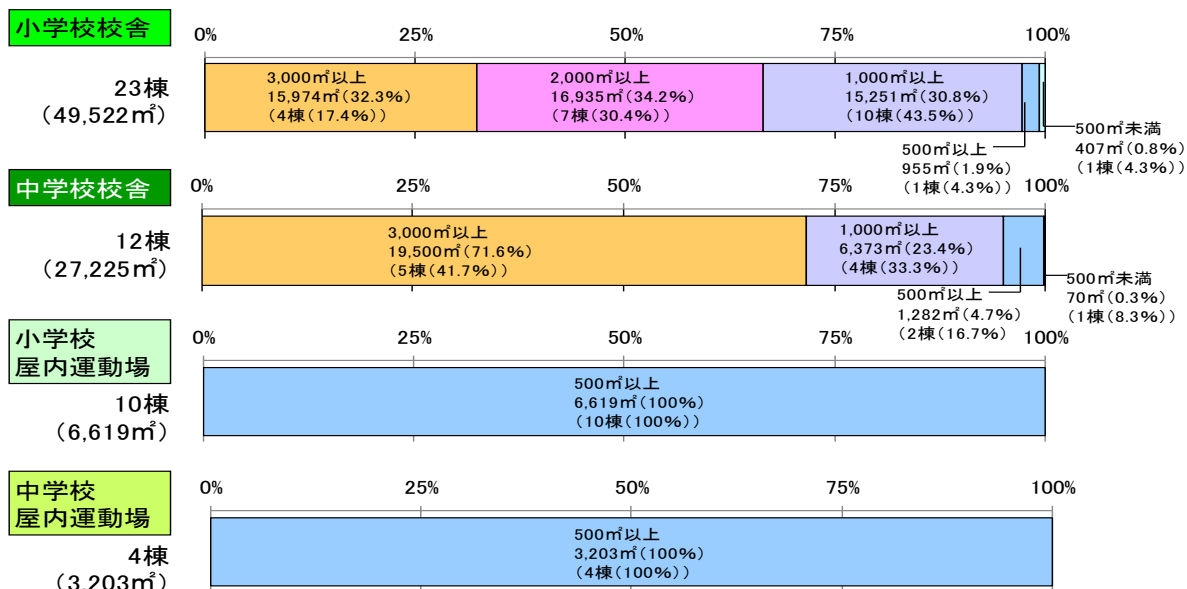 小学校校舎
0% 25% 50% 75% 100%
23棟
（49,522㎡）
3,000㎡以上
15,974㎡(32.3%)
(4棟(17.4%))
2,000㎡以上
16,935㎡(34.2%)
(7棟(30.4%))
1,000㎡以上
15,251㎡(30.8%)
(10棟(43.5%))
500㎡以上
955㎡(1.9%)
(1棟(4.3%))
500㎡未満
407㎡(0.8%)
(1棟(4.3%))
中学校校舎
0% 25% 50% 75% 100%
12棟
（27,225㎡）
3,000㎡以上
19,500㎡(71.6%)
(5棟(41.7%))
1,000㎡以上
6,373㎡(23.4%)
(4棟(33.3%))
500㎡以上
1,282㎡(4.7%)
(2棟(16.7%)
500㎡未満
70㎡(0.3%)
(1棟(8.3%))
小学校
屋内運動場
0% 25% 50% 75% 100%
10棟
（6,619㎡）
500㎡以上
6,619㎡(100%)
(10棟(100%))
中学校
屋内運動場
0% 25% 50% 75% 100%
4棟
（3,203㎡）
500㎡以上
3,203㎡(100%)
(4棟(100%))